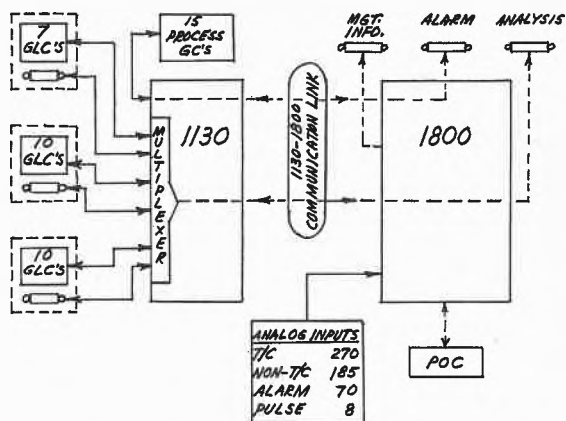 7
GLC'S
10
GLC'S
10
GLC'S
15
PROCESS
GC'S
1130
MULTIPLEXER
1130-1800
COMMUNICATION LINK
MGT.
INFO.
ALARM
ANALYSIS
1800
ANALOG INPUTS
T/C 270
NON-T/C 185
ALARM 70
PULSE 8
POC